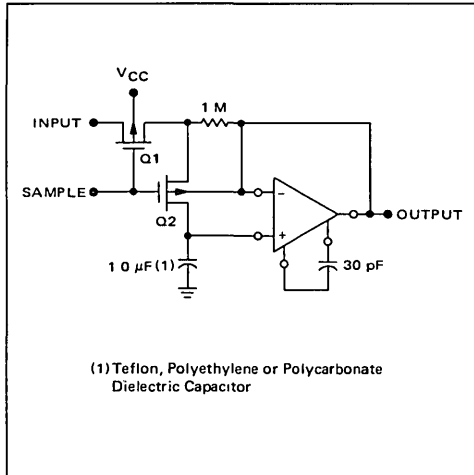 VCC
1 M
INPUT
Q1
SAMPLE
Q2
−
+
OUTPUT
1 0 μF(1)
30 pF
(1) Teflon, Polyethylene or Polycarbonate
Dielectric Capacitor